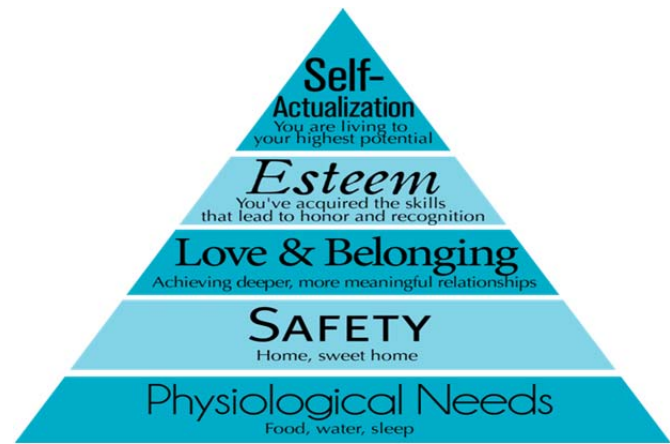 Self-
Actualization
You are living to
your highest potential
Esteem
You've acquired the skills
that lead to honor and recognition
Love & Belonging
Achieving deeper, more meaningful relationships
SAFETY
Home, sweet home
Physiological Needs
Food, water, sleep